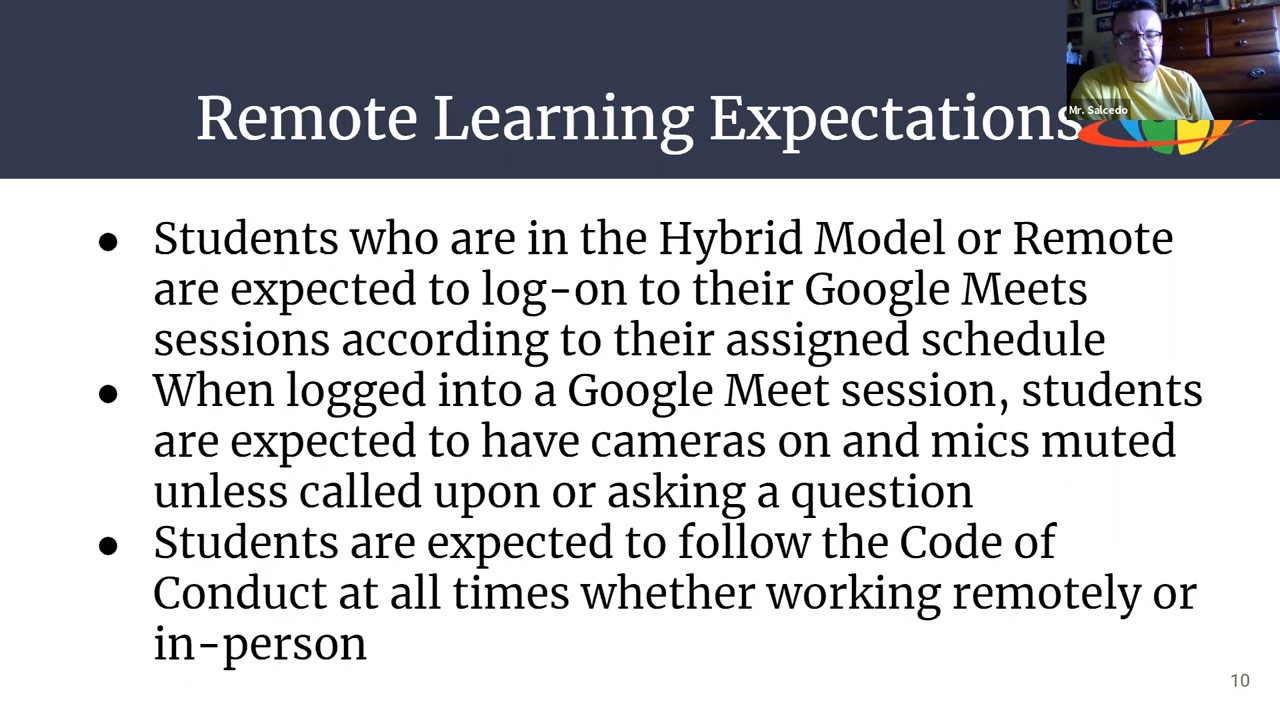 Remote Learning Expectations
Mr. Salcedo
● Students who are in the Hybrid Model or Remote
are expected to log-on to their Google Meets
sessions according to their assigned schedule
● When logged into a Google Meet session, students
are expected to have cameras on and mics muted
unless called upon or asking a question
● Students are expected to follow the Code of
Conduct at all times whether working remotely or
in-person
10